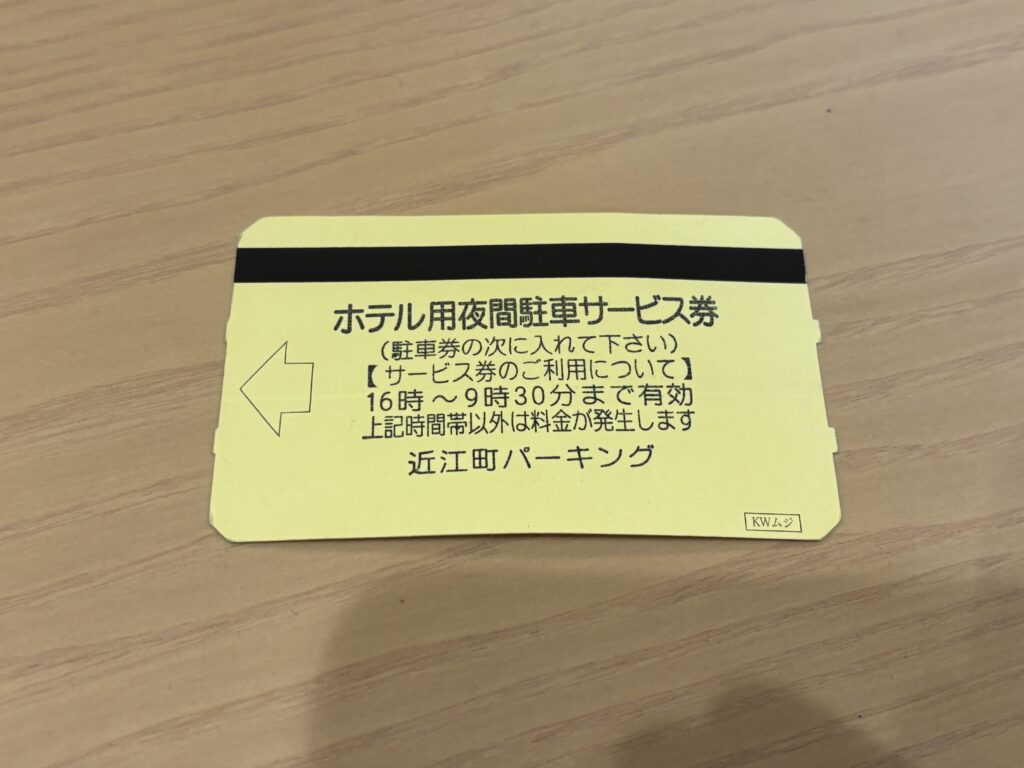 ホテル用夜間駐車サービス券
(駐車券の次に入れて下さい)
【サービス券のご利用について】
16時～9時30分まで有効
上記時間帯以外は料金が発生します
近江町パーキング
KWムジ